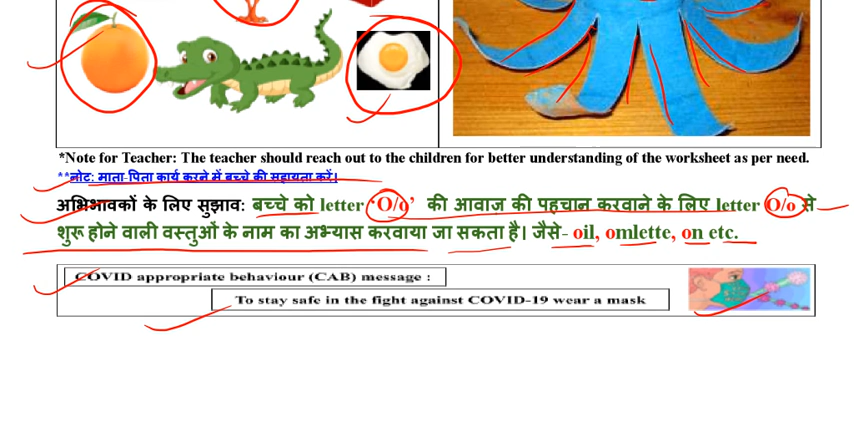 *Note for Teacher: The teacher should reach out to the children for better understanding of the worksheet as per need.
**नोट: माता-पिता कार्य करने में बच्चे की सहायता करें।
अभिभावकों के लिए सुझाव: बच्चे को letter ‘O/o’ की आवाज़ की पहचान करवाने के लिए letter O/o से
शुरू होने वाली वस्तुओं के नाम का अभ्यास करवाया जा सकता है। जैसे- oil, omlette, on etc.
COVID appropriate behaviour (CAB) message :
To stay safe in the fight against COVID-19 wear a mask